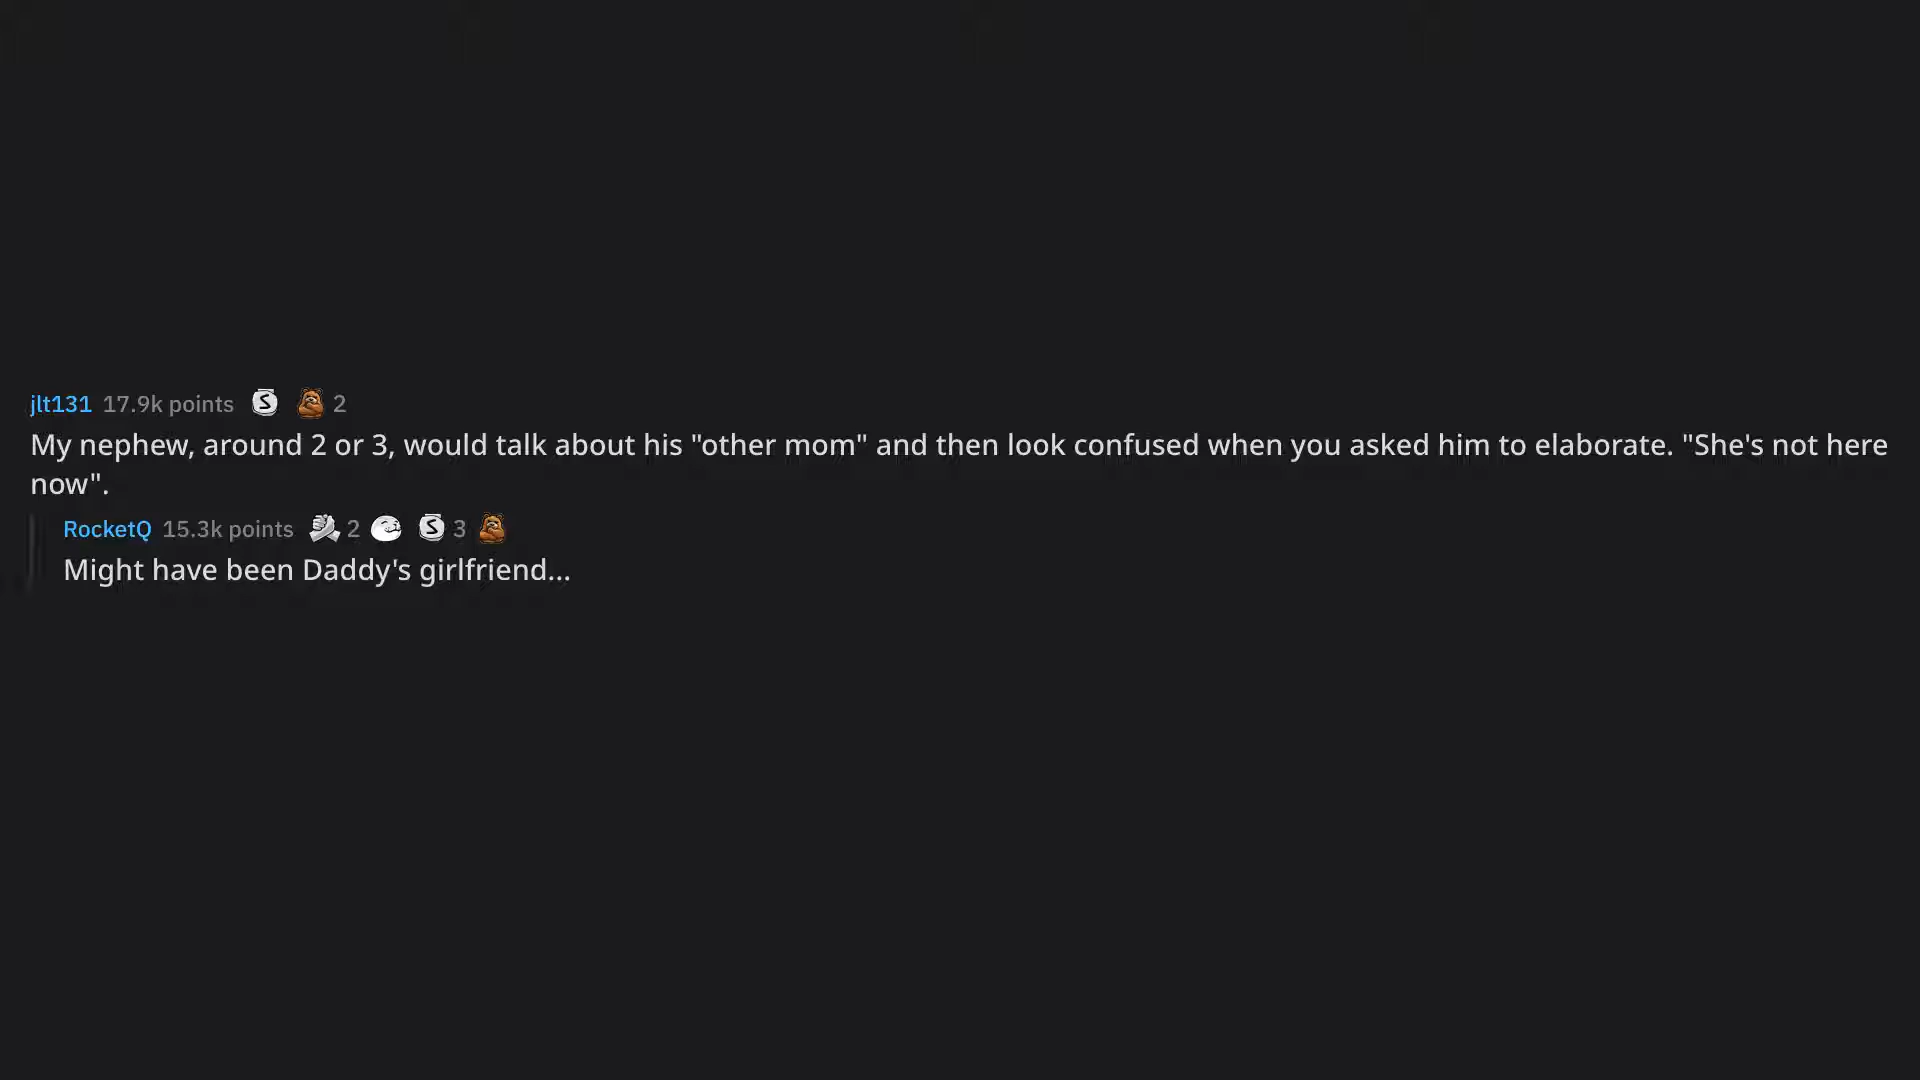 jlt131 17.9k points S 2
My nephew, around 2 or 3, would talk about his "other mom" and then look confused when you asked him to elaborate. "She's not here
now".
RocketQ 15.3k points 2 S 3
Might have been Daddy's girlfriend...